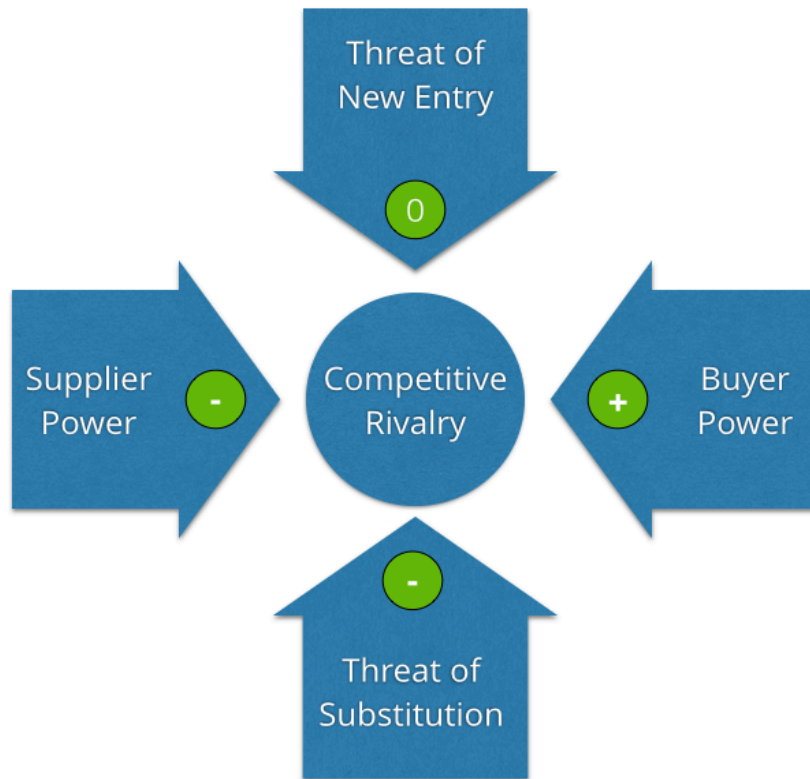 Threat of
New Entry
0
Supplier
Power
-
Competitive
Rivalry
+
Buyer
Power
-
Threat of
Substitution